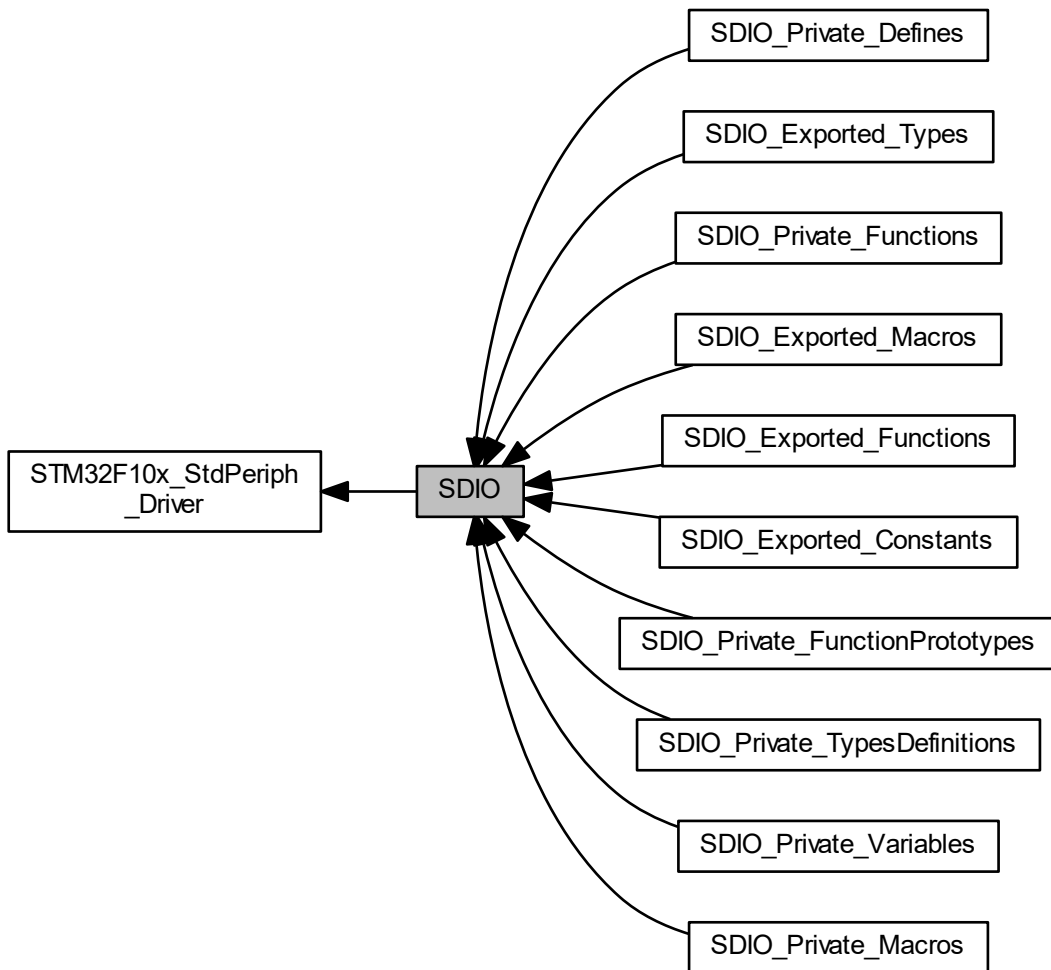 SDIO_Private_Defines
SDIO_Exported_Types
SDIO_Private_Functions
SDIO_Exported_Macros
SDIO_Exported_Functions
STM32F10x_StdPeriph
_Driver
SDIO
SDIO_Exported_Constants
SDIO_Private_FunctionPrototypes
SDIO_Private_TypesDefinitions
SDIO_Private_Variables
SDIO_Private_Macros